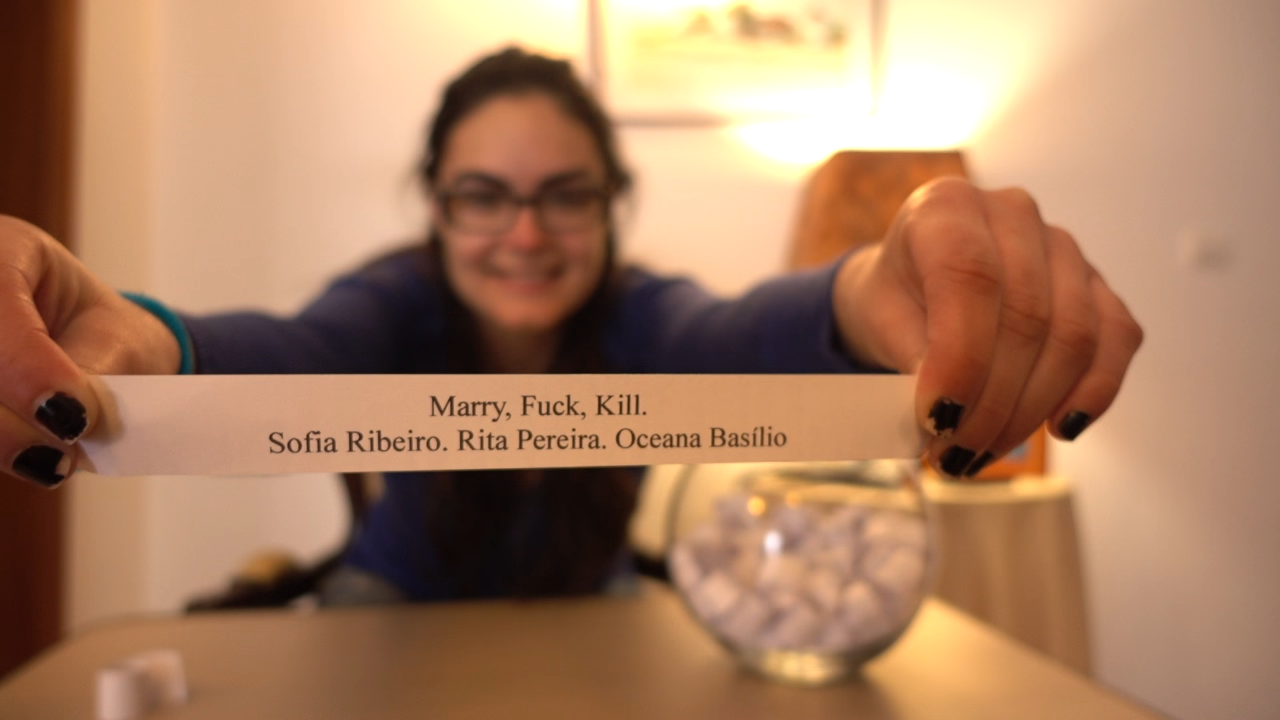 Marry, Fuck, Kill.
Sofia Ribeiro. Rita Pereira. Oceana Basílio